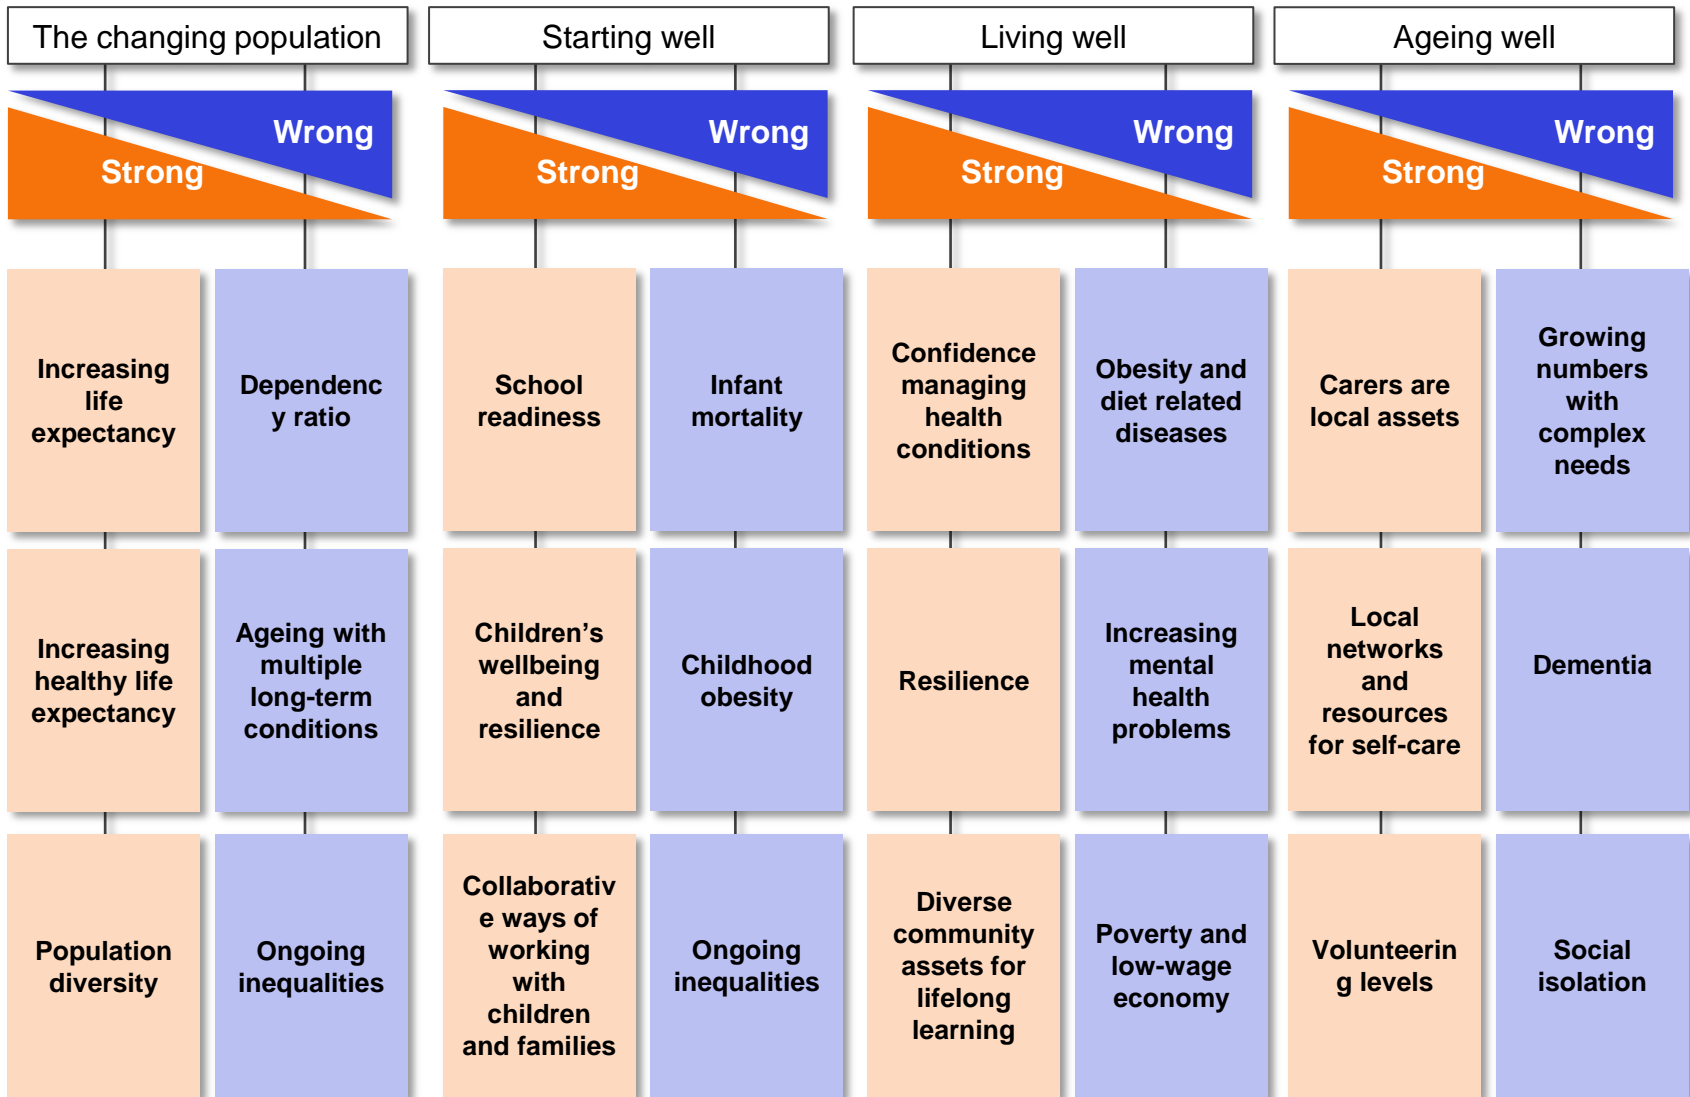 The changing population
Starting well
Living well
Ageing well
Wrong
Strong
Wrong
Strong
Wrong
Strong
Wrong
Strong
Increasing
life
expectancy
Dependenc
y ratio
School
readiness
Infant
mortality
Confidence
managing
health
conditions
Obesity and
diet related
diseases
Carers are
local assets
Growing
numbers
with
complex
needs
Increasing
healthy life
expectancy
Ageing with
multiple
long-term
conditions
Children’s
wellbeing
and
resilience
Childhood
obesity
Resilience
Increasing
mental
health
problems
Local
networks
and
resources
for self-care
Dementia
Population
diversity
Ongoing
inequalities
Collaborativ
e ways of
working
with
children
and families
Ongoing
inequalities
Diverse
community
assets for
lifelong
learning
Poverty and
low-wage
economy
Volunteerin
g levels
Social
isolation